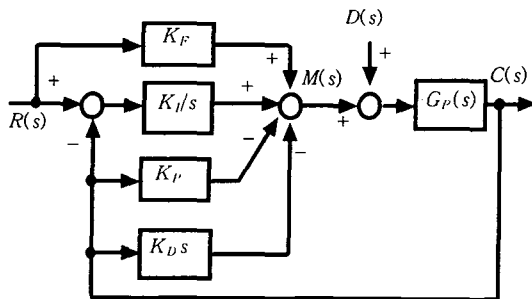 K_F
D(s)
+
+
M(s)
+
C(s)
+
K_I/s
+
G_P(s)
R(s)
+
−
−
K_P
−
K_D s